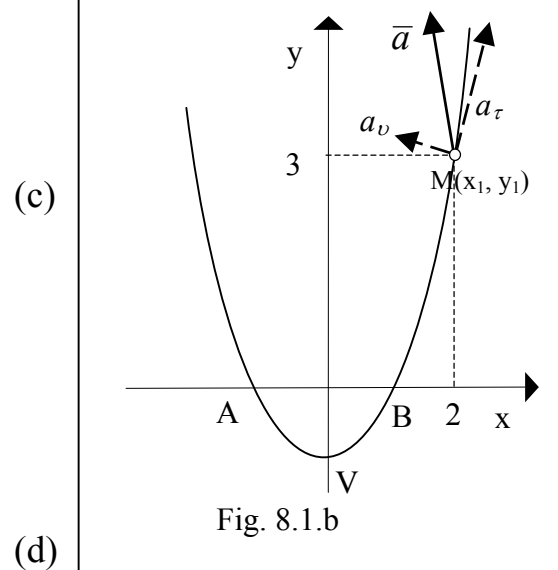 (c)
y
a̅
a_τ
a_υ
3
M(x₁, y₁)
A
B
2
x
V
Fig. 8.1.b
(d)